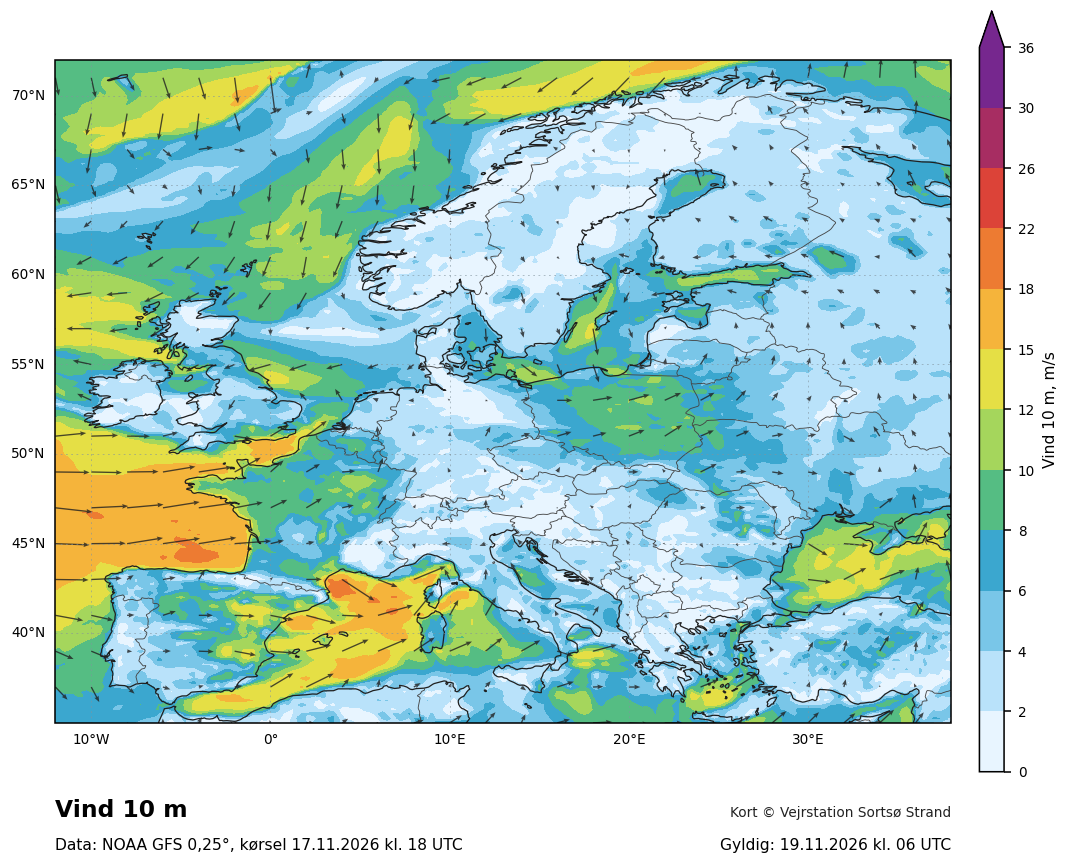 36
30
26
22
18
15
12
10
8
6
4
2
0
Vind 10 m, m/s
70°N
65°N
60°N
55°N
50°N
45°N
40°N
10°W
0°
10°E
20°E
30°E
Vind 10 m
Kort © Vejrstation Sortsø Strand
Data: NOAA GFS 0,25°, kørsel 17.11.2026 kl. 18 UTC
Gyldig: 19.11.2026 kl. 06 UTC